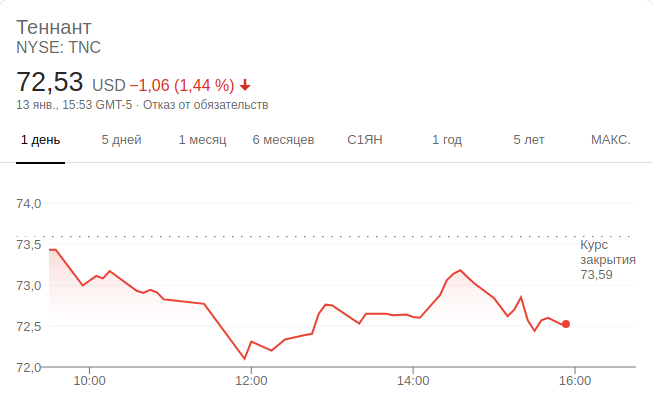 Теннант
NYSE: TNC
72,53 USD −1,06 (1,44 %)
13 янв., 15:53 GMT-5 · Отказ от обязательств
1 день 5 дней 1 месяц 6 месяцев С1ЯН 1 год 5 лет МАКС.
74,0
73,5
Курс
закрытия
73,59
73,0
72,5
72,0
10:00 12:00 14:00 16:00